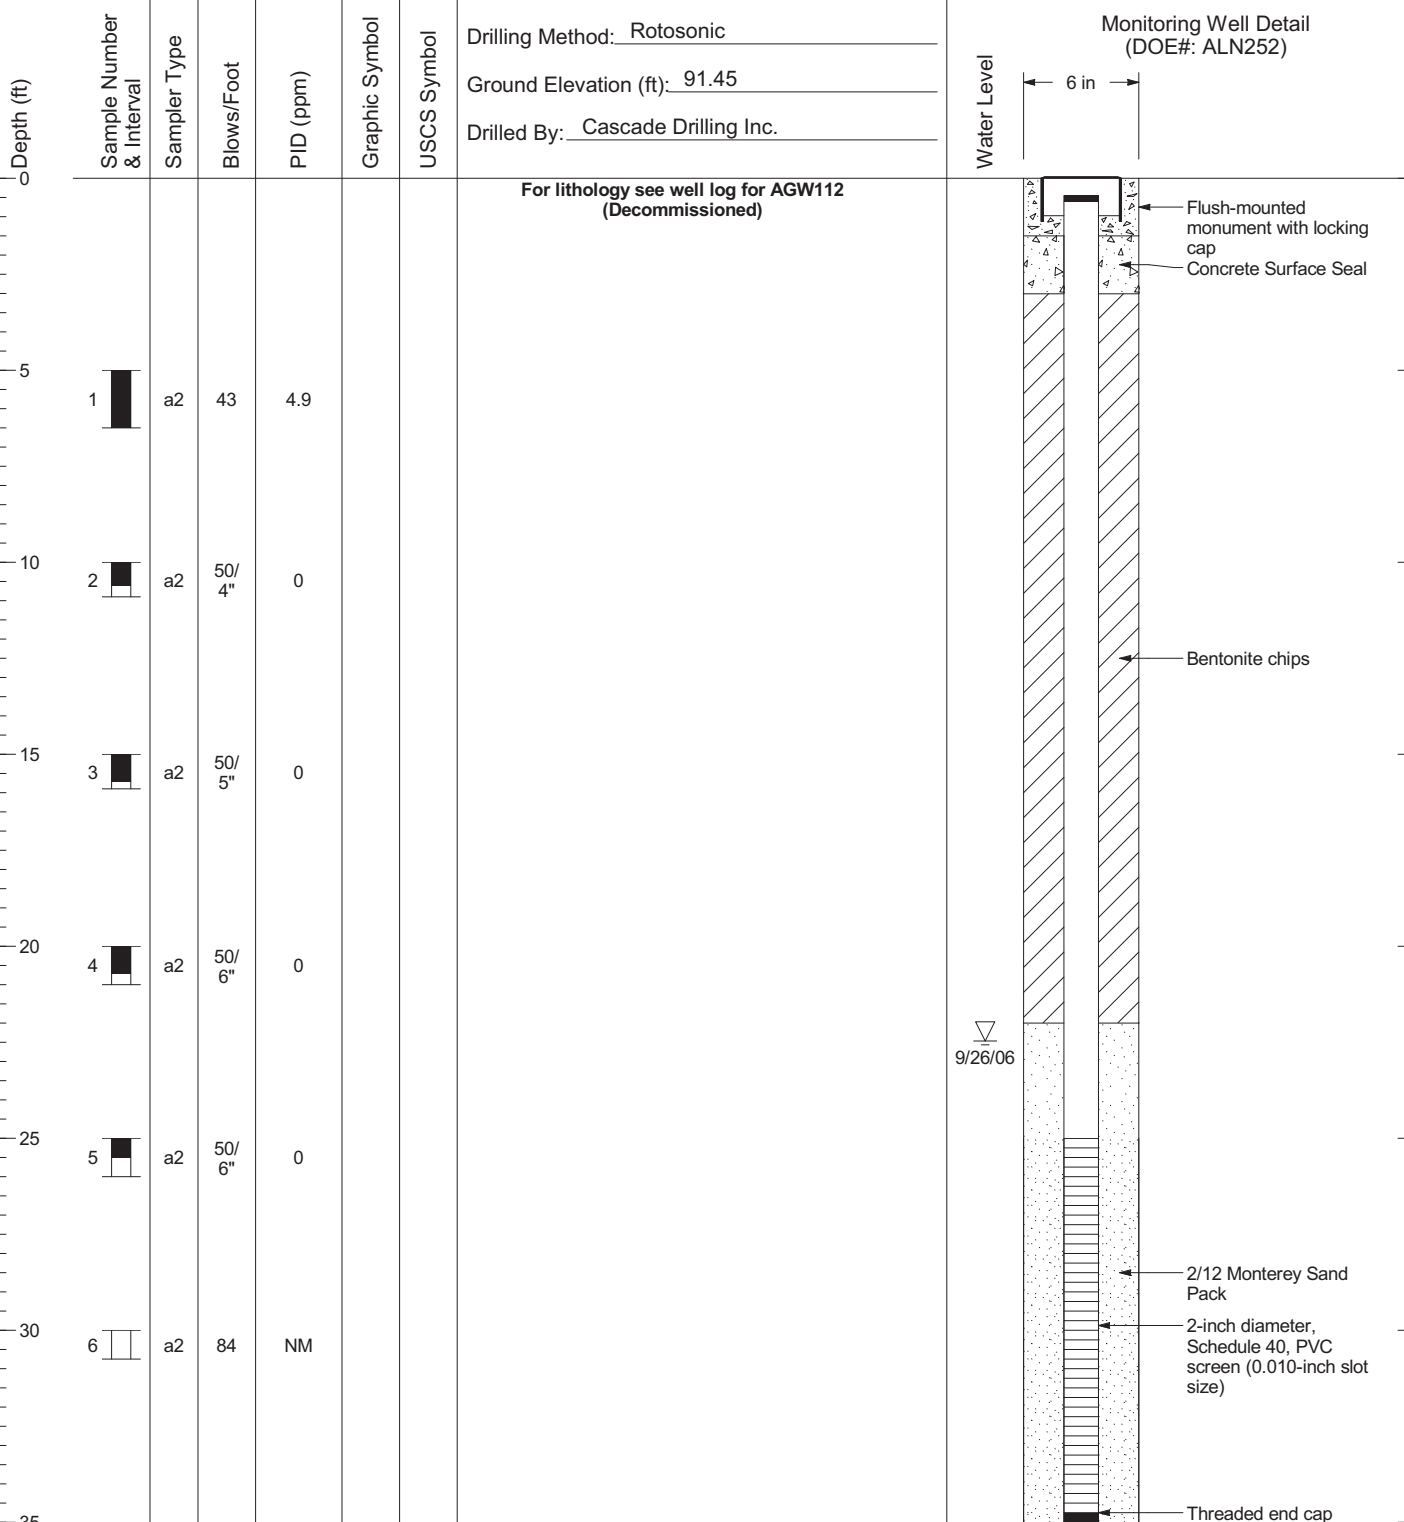 Depth (ft)
Sample Number
& Interval
Sampler Type
Blows/Foot
PID (ppm)
Graphic Symbol
USCS Symbol
Drilling Method: Rotosonic
Ground Elevation (ft): 91.45
Drilled By: Cascade Drilling Inc.
Water Level
Monitoring Well Detail
(DOE#: ALN252)
6 in
0
For lithology see well log for AGW112
(Decommissioned)
Flush-mounted
monument with locking
cap
Concrete Surface Seal
5
1 a2 43 4.9
10
2 a2 50/
4" 0
Bentonite chips
15
3 a2 50/
5" 0
20
4 a2 50/
6" 0
9/26/06
25
5 a2 50/
6" 0
2/12 Monterey Sand
Pack
30
6 a2 84 NM
2-inch diameter,
Schedule 40, PVC
screen (0.010-inch slot
size)
Threaded end cap
35